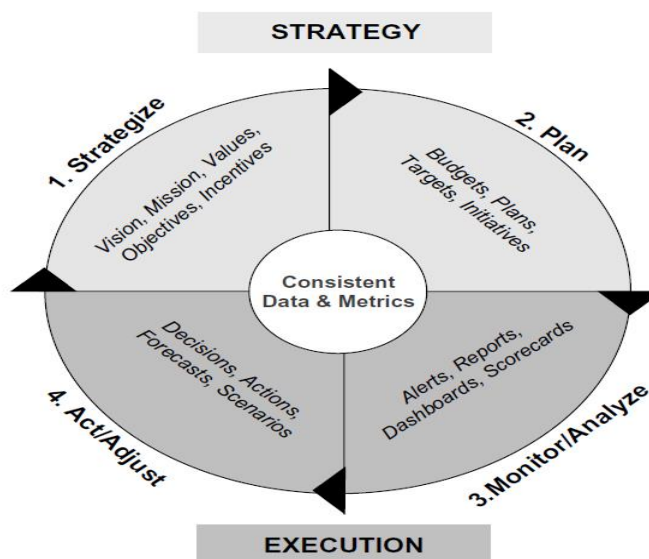 STRATEGY
1. Strategize
Vision, Mission, Values,
Objectives, Incentives
2. Plan
Budgets, Plans,
Targets, Initiatives
Consistent
Data & Metrics
Decisions, Actions,
Forecasts, Scenarios
4. Act/Adjust
Alerts, Reports,
Dashboards, Scorecards
3.Monitor/Analyze
EXECUTION